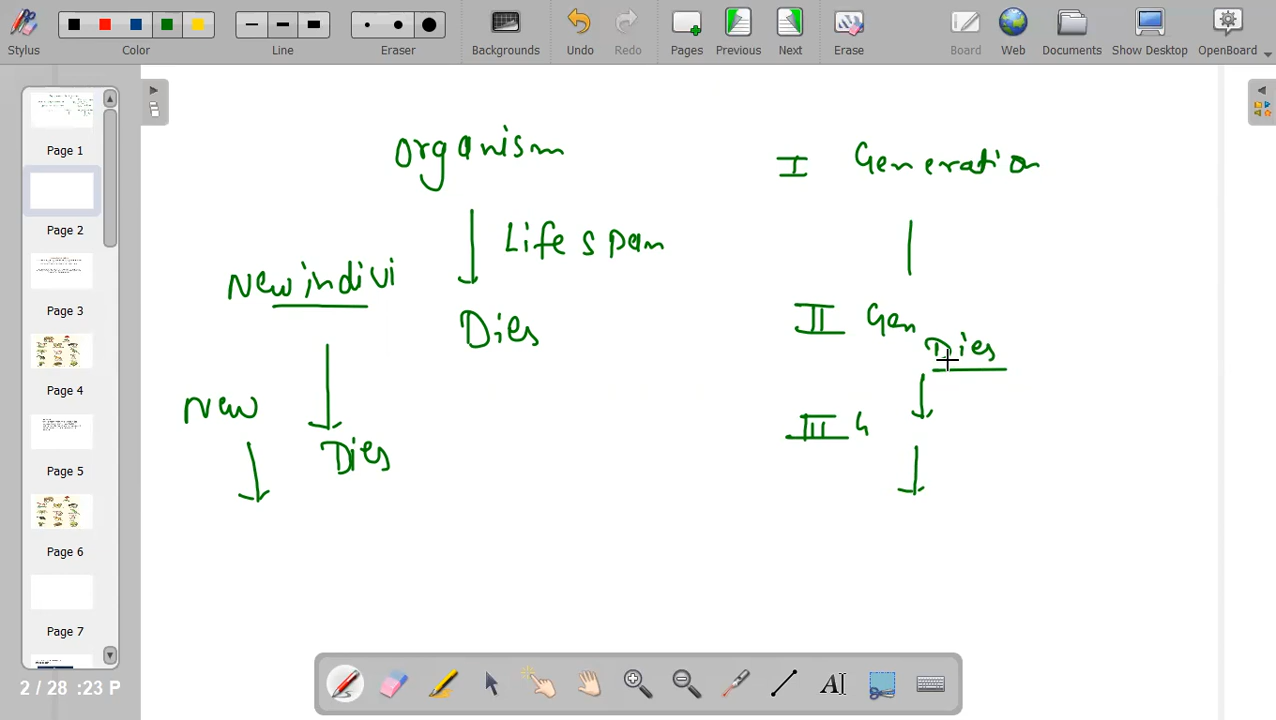 Stylus
Color
Line
Eraser
Backgrounds
Undo
Redo
Pages
Previous
Next
Erase
Board
Web
Documents
Show Desktop
OpenBoard
Page 1
Page 2
Page 3
Page 4
Page 5
Page 6
Page 7
2 / 28 :23 P
Organism
Life span
New indivi
Dies
New
Dies
I Generation
II Gen
Dies
III G